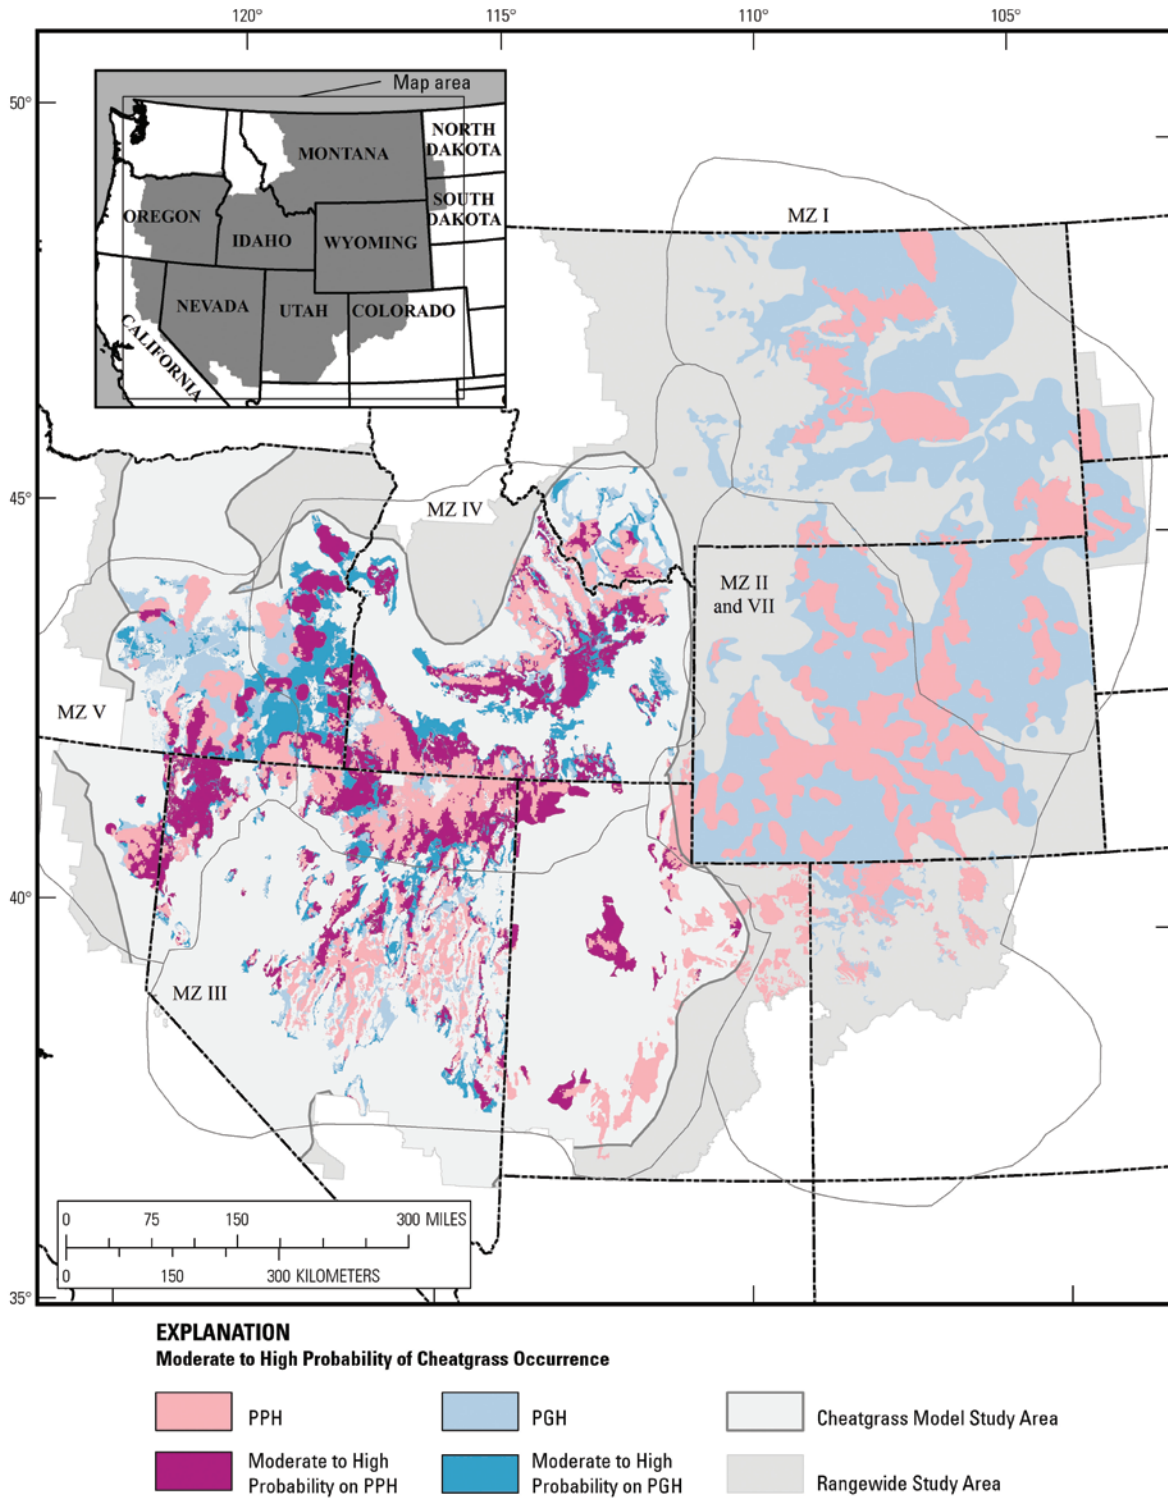 120°
115°
110°
105°
50°
45°
40°
35°
Map area
NORTH
DAKOTA
MONTANA
SOUTH
DAKOTA
OREGON
IDAHO
WYOMING
NEVADA
UTAH
COLORADO
CALIFORNIA
MZ I
MZ IV
MZ II
and VII
MZ V
MZ III
0 75 150 300 MILES
0 150 300 KILOMETERS
EXPLANATION
Moderate to High Probability of Cheatgrass Occurrence
PPH
PGH
Cheatgrass Model Study Area
Moderate to High
Probability on PPH
Moderate to High
Probability on PGH
Rangewide Study Area